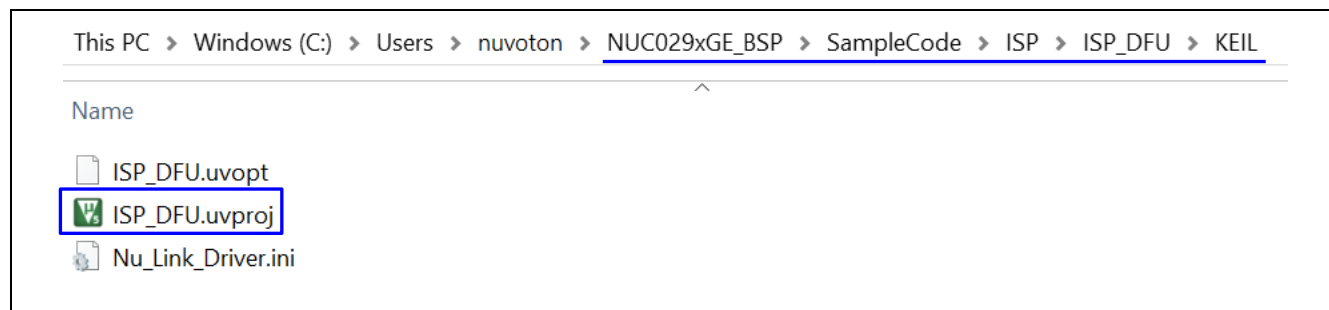 This PC > Windows (C:) > Users > nuvoton > NUC029xGE_BSP > SampleCode > ISP > ISP_DFU > KEIL
Name
ISP_DFU.uvopt
ISP_DFU.uvproj
Nu_Link_Driver.ini